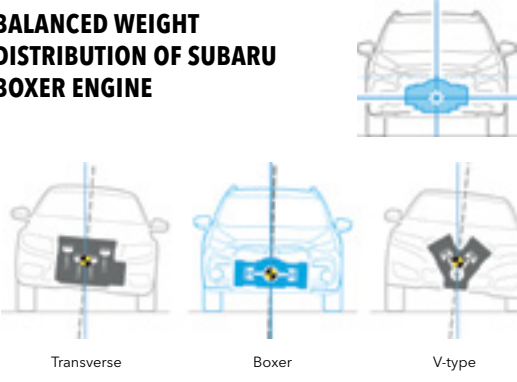 BALANCED WEIGHT
DISTRIBUTION OF SUBARU
BOXER ENGINE
Transverse
Boxer
V-type